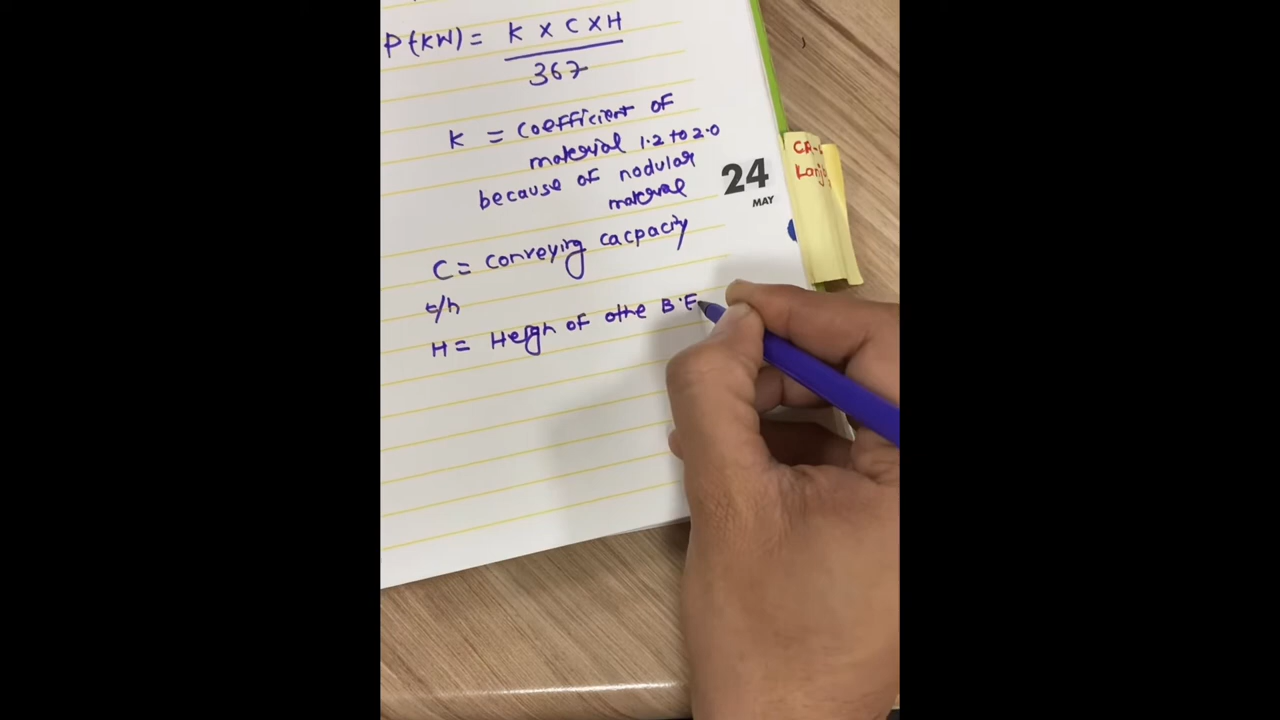 P(KW) = K X C X H
367
K = coefficient of
material 1.2 to 2.0
because of nodular
material
C = conveying cacpacity
t/h
H = Heigh of othe B.E
24
MAY
CA-